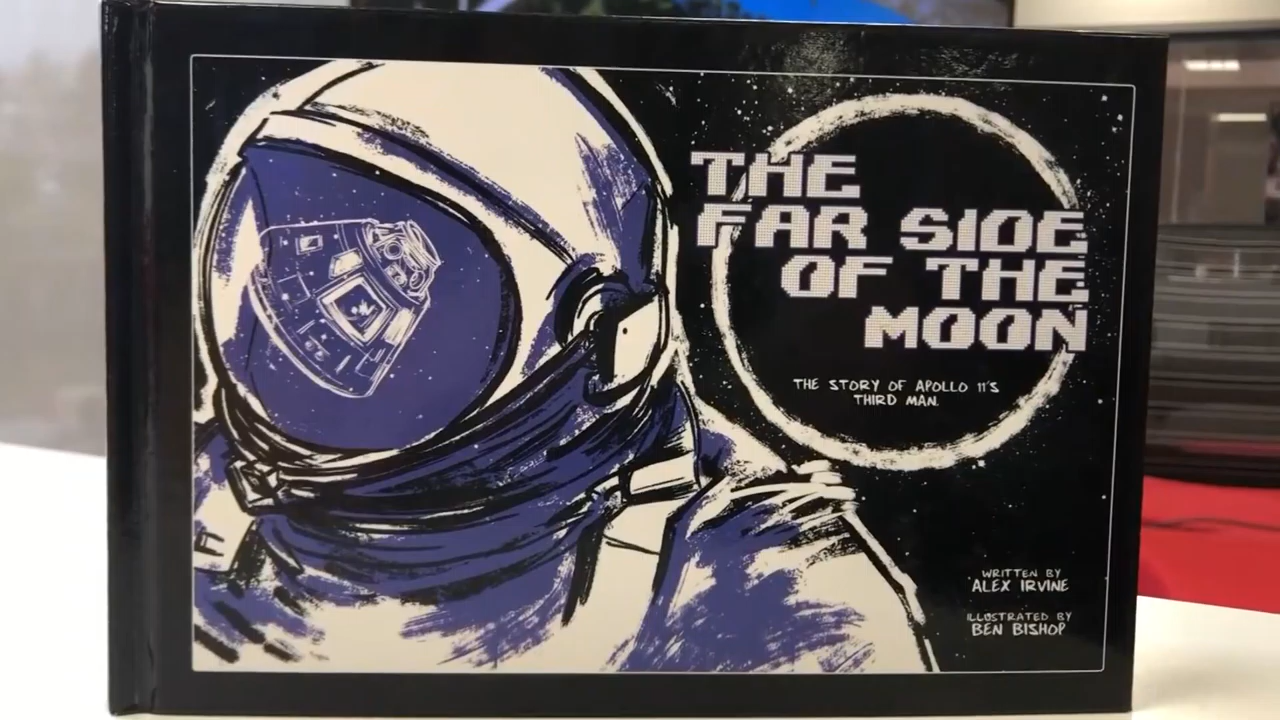 THE
FAR SIDE
OF THE
MOON
THE STORY OF APOLLO 11'S
THIRD MAN.
WRITTEN BY
ALEX IRVINE
ILLUSTRATED BY
BEN BISHOP